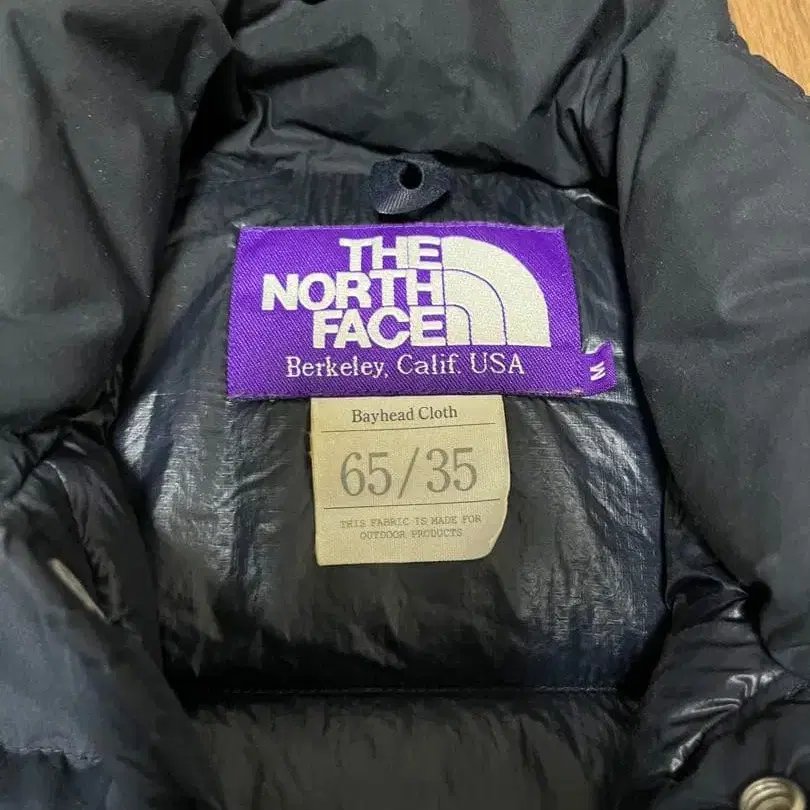 THE
NORTH
FACE
Berkeley, Calif. USA
M
Bayhead Cloth
65/35
THIS FABRIC IS MADE FOR
OUTDOOR PRODUCTS